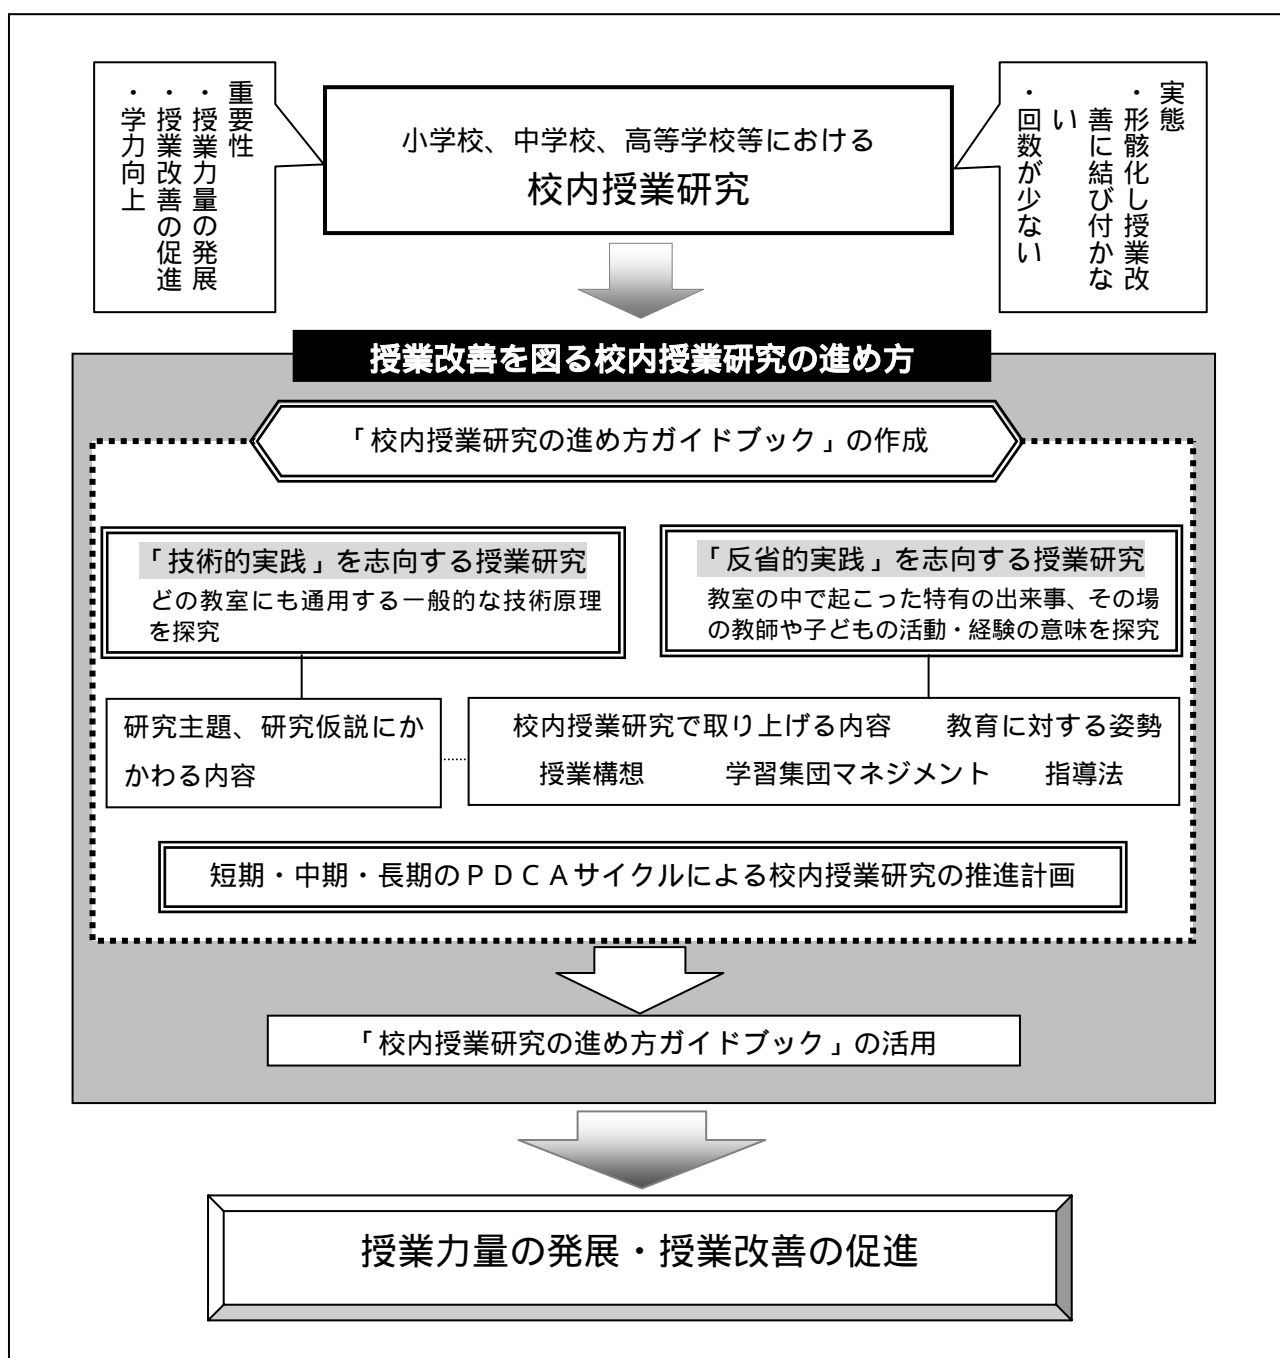 重要性
・授業力量の発展
・授業改善の促進
・学力向上
小学校、中学校、高等学校等における
校内授業研究
実態
・形骸化し授業改
善に結び付かな
い
・回数が少ない
授業改善を図る校内授業研究の進め方
「校内授業研究の進め方ガイドブック」の作成
「技術的実践」を志向する授業研究
どの教室にも通用する一般的な技術原理
を探究
「反省的実践」を志向する授業研究
教室の中で起こった特有の出来事、その場
の教師や子どもの活動・経験の意味を探究
研究主題、研究仮説にか
かわる内容
校内授業研究で取り上げる内容　教育に対する姿勢
授業構想　学習集団マネジメント　指導法
短期・中期・長期のＰＤＣＡサイクルによる校内授業研究の推進計画
「校内授業研究の進め方ガイドブック」の活用
授業力量の発展・授業改善の促進